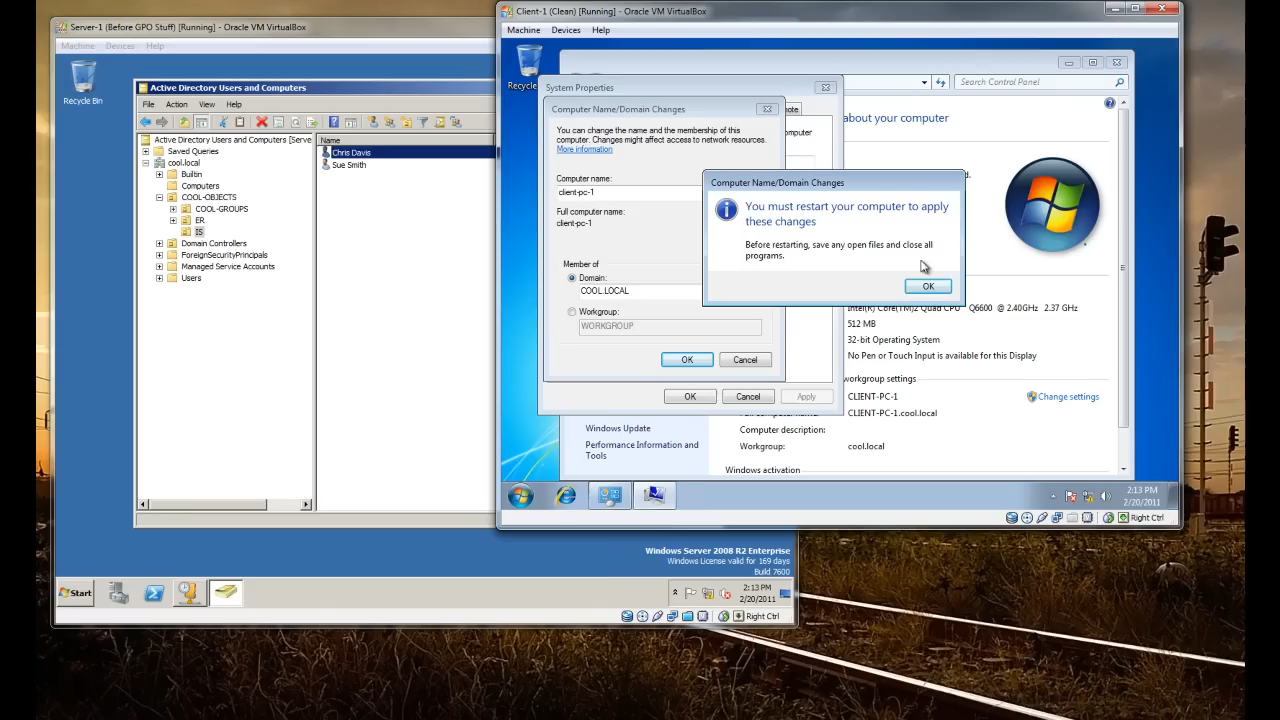 Server-1 (Before GPO Stuff) [Running] - Oracle VM VirtualBox
Machine Devices Help
Recycle Bin
Active Directory Users and Computers
File Action View Help
Active Directory Users and Computers [Serve
Saved Queries
cool.local
Builtin
Computers
COOL-OBJECTS
COOL-GROUPS
ER
IS
Domain Controllers
ForeignSecurityPrincipals
Managed Service Accounts
Users
Name
Chris Davis
Sue Smith
Windows Server 2008 R2 Enterprise
Windows License valid for 169 days
Build 7600
Start
2:13 PM
2/20/2011
Right Ctrl
Client-1 (Clean) [Running] - Oracle VM VirtualBox
Machine Devices Help
Recycle
Search Control Panel
System Properties
Computer Name/Domain Changes
You can change the name and the membership of this
computer. Changes might affect access to network resources.
More information
Computer name:
client-pc-1
Full computer name:
client-pc-1
Member of
Domain:
COOL.LOCAL
Workgroup:
WORKGROUP
OK Cancel
OK Cancel Apply
mote
mputer
Computer Name/Domain Changes
You must restart your computer to apply
these changes
Before restarting, save any open files and close all
programs.
OK
about your computer
d.
Intel(R) Core(TM)2 Quad CPU Q6600 @ 2.40GHz 2.37 GHz
512 MB
32-bit Operating System
No Pen or Touch Input is available for this Display
workgroup settings
CLIENT-PC-1
Change settings
CLIENT-PC-1.cool.local
Computer description:
Workgroup: cool.local
Windows activation
Windows Update
Performance Information and
Tools
2:13 PM
2/20/2011
Right Ctrl